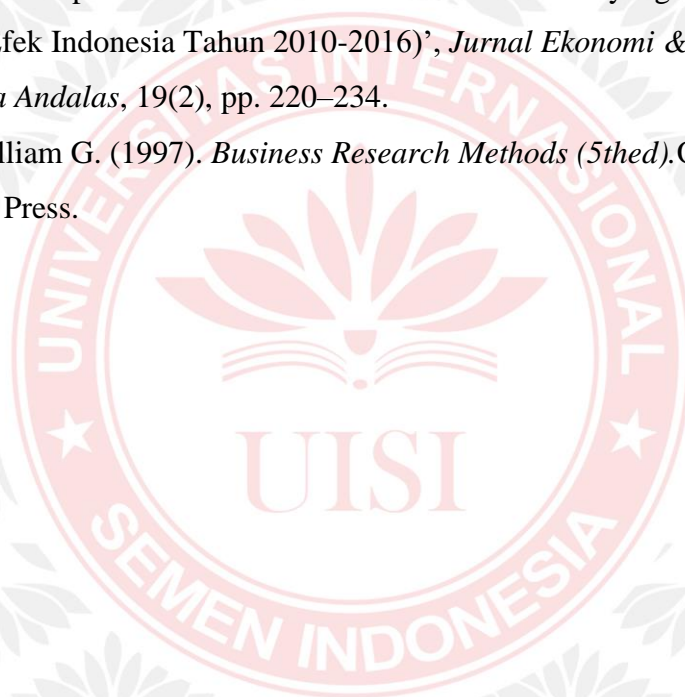 yang
fek Indonesia Tahun 2010-2016)’, Jurnal Ekonomi &
a Andalas, 19(2), pp. 220–234.
lliam G. (1997). Business Research Methods (5thed).
Press.
UNIVERSITAS INTERNASIONAL
UISI
SEMEN INDONESIA